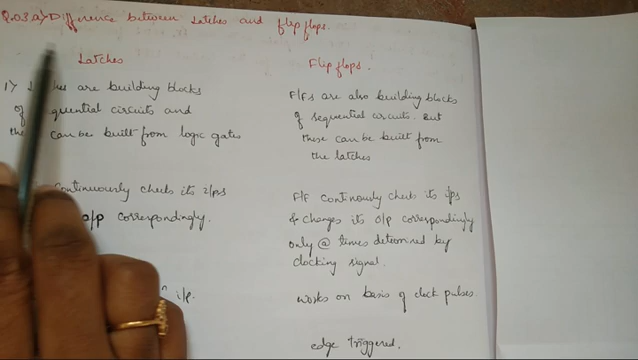 Q.03.a) Difference between Latches and flip flops.
Latches
1) Latches are building blocks
of sequential circuits and
can be built from logic gates
continuously checks its i/ps
o/p correspondingly.
i/p.
Flip flops.
F/Fs are also building blocks
of sequential circuits. But
these can be built from
the latches
F/F continously checks its i/ps
& changes its o/p correspondingly
only @ times determined by
clocking signal.
works on basis of clock pulses
edge triggered.